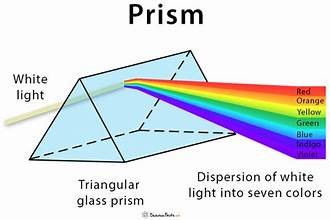 Prism
White
light
Red
Orange
Yellow
Green
Blue
Indigo
Violet
Triangular
glass prism
Dispersion of white
light into seven colors